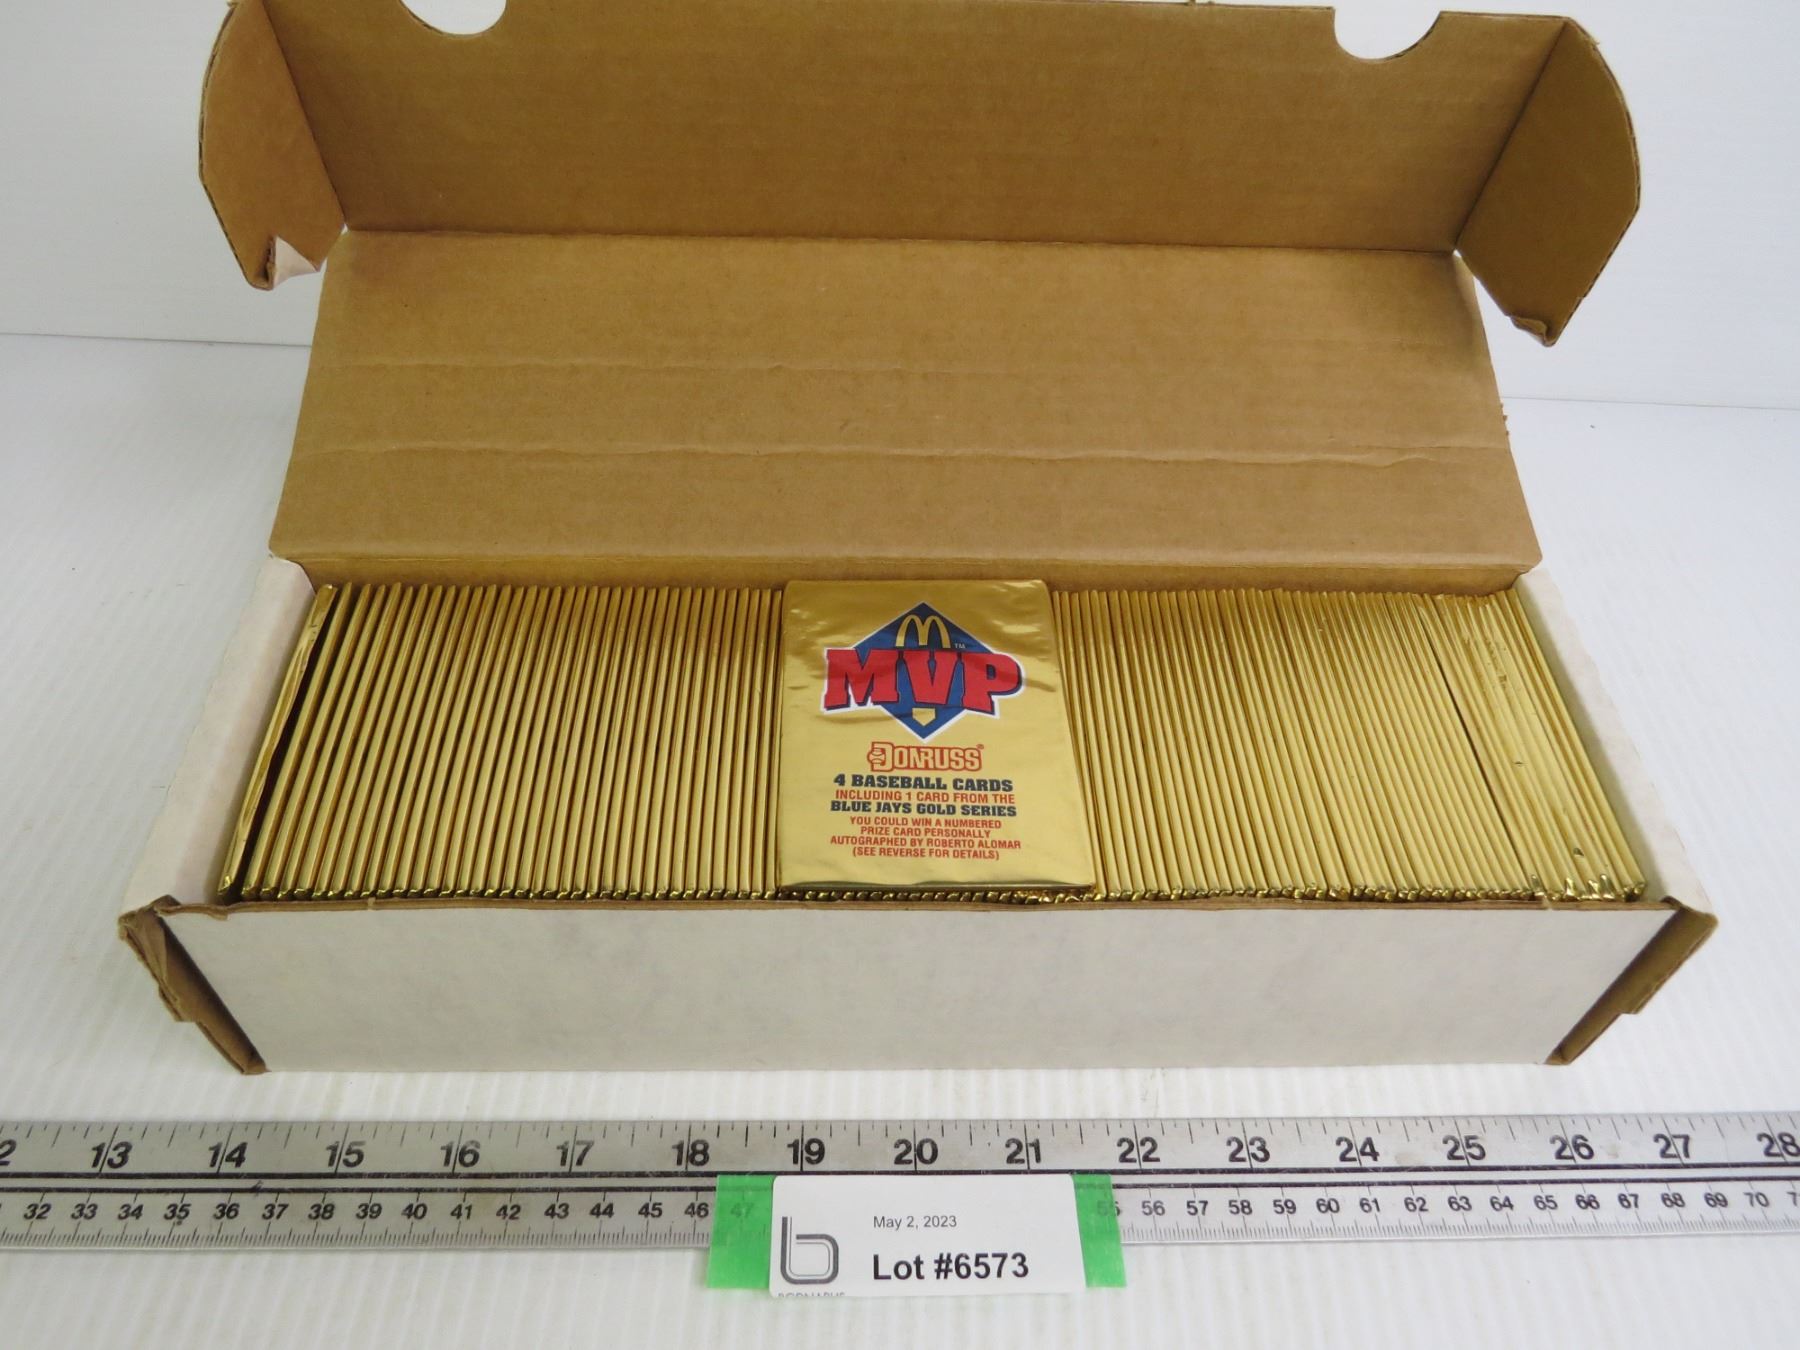 M TM
MVP
DONRUSS®
4 BASEBALL CARDS
INCLUDING 1 CARD FROM THE
BLUE JAYS GOLD SERIES
YOU COULD WIN A NUMBERED
PRIZE CARD PERSONALLY
AUTOGRAPHED BY ROBERTO ALOMAR
(SEE REVERSE FOR DETAILS)
13 14 15 16 17 18 19 20 21 22 23 24 25 26 27 28
32 33 34 35 36 37 38 39 40 41 42 43 44 45 46 47 55 56 57 58 59 60 61 62 63 64 65 66 67 68 69 70
May 2, 2023
b Lot #6573